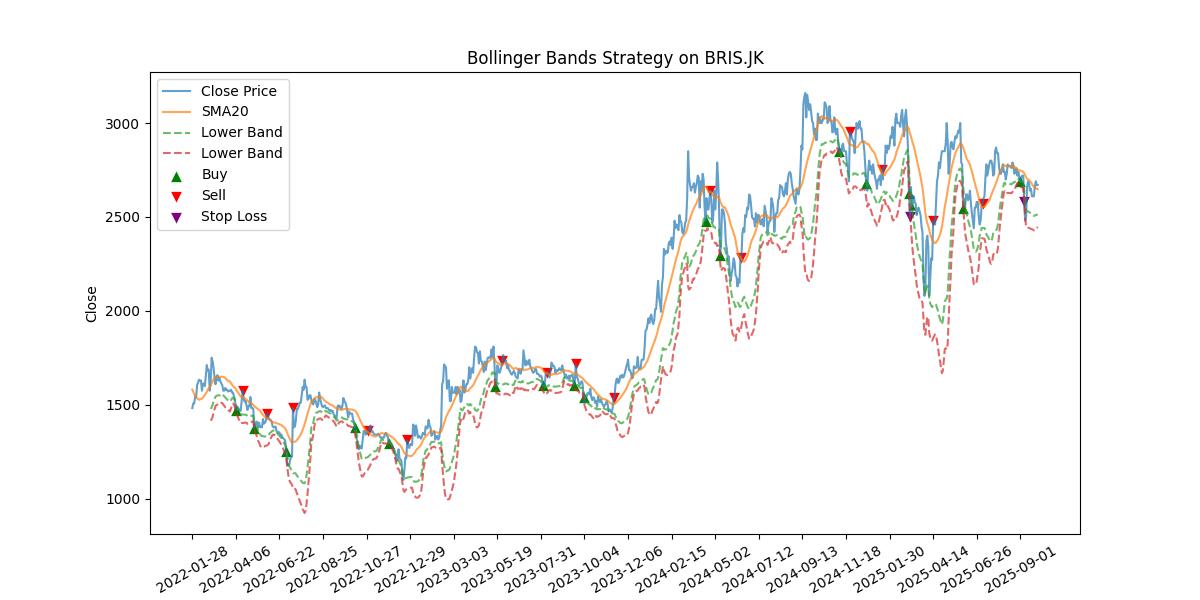 Bollinger Bands Strategy on BRIS.JK
Close Price
SMA20
Lower Band
Lower Band
Buy
Sell
Stop Loss
Close
3000
2500
2000
1500
1000
2022-01-28
2022-04-06
2022-06-22
2022-08-25
2022-10-27
2022-12-29
2023-03-03
2023-05-19
2023-07-31
2023-10-04
2023-12-06
2024-02-15
2024-05-02
2024-07-12
2024-09-13
2024-11-18
2025-01-30
2025-04-14
2025-06-26
2025-09-01